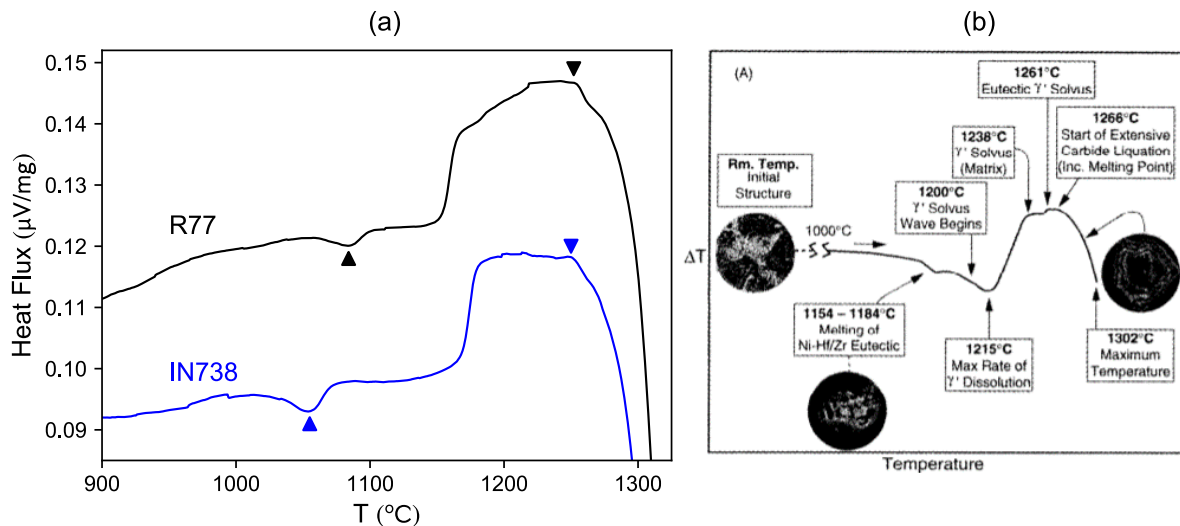 (a)
0.15
0.14
0.13
0.12
0.11
0.10
0.09
Heat Flux (μV/mg)
R77
IN738
900
1000
1100
1200
1300
T (°C)
(b)
(A)
1261°C
Eutectic γ' Solvus
1266°C
Start of Extensive
Carbide Liquation
(Inc. Melting Point)
1238°C
γ' Solvus
(Matrix)
Rm. Temp.
Initial
Structure
1200°C
γ' Solvus
Wave Begins
1000°C
ΔT
1154 – 1184°C
Melting of
Ni-Hf/Zr Eutectic
1215°C
Max Rate of
γ' Dissolution
1302°C
Maximum
Temperature
Temperature